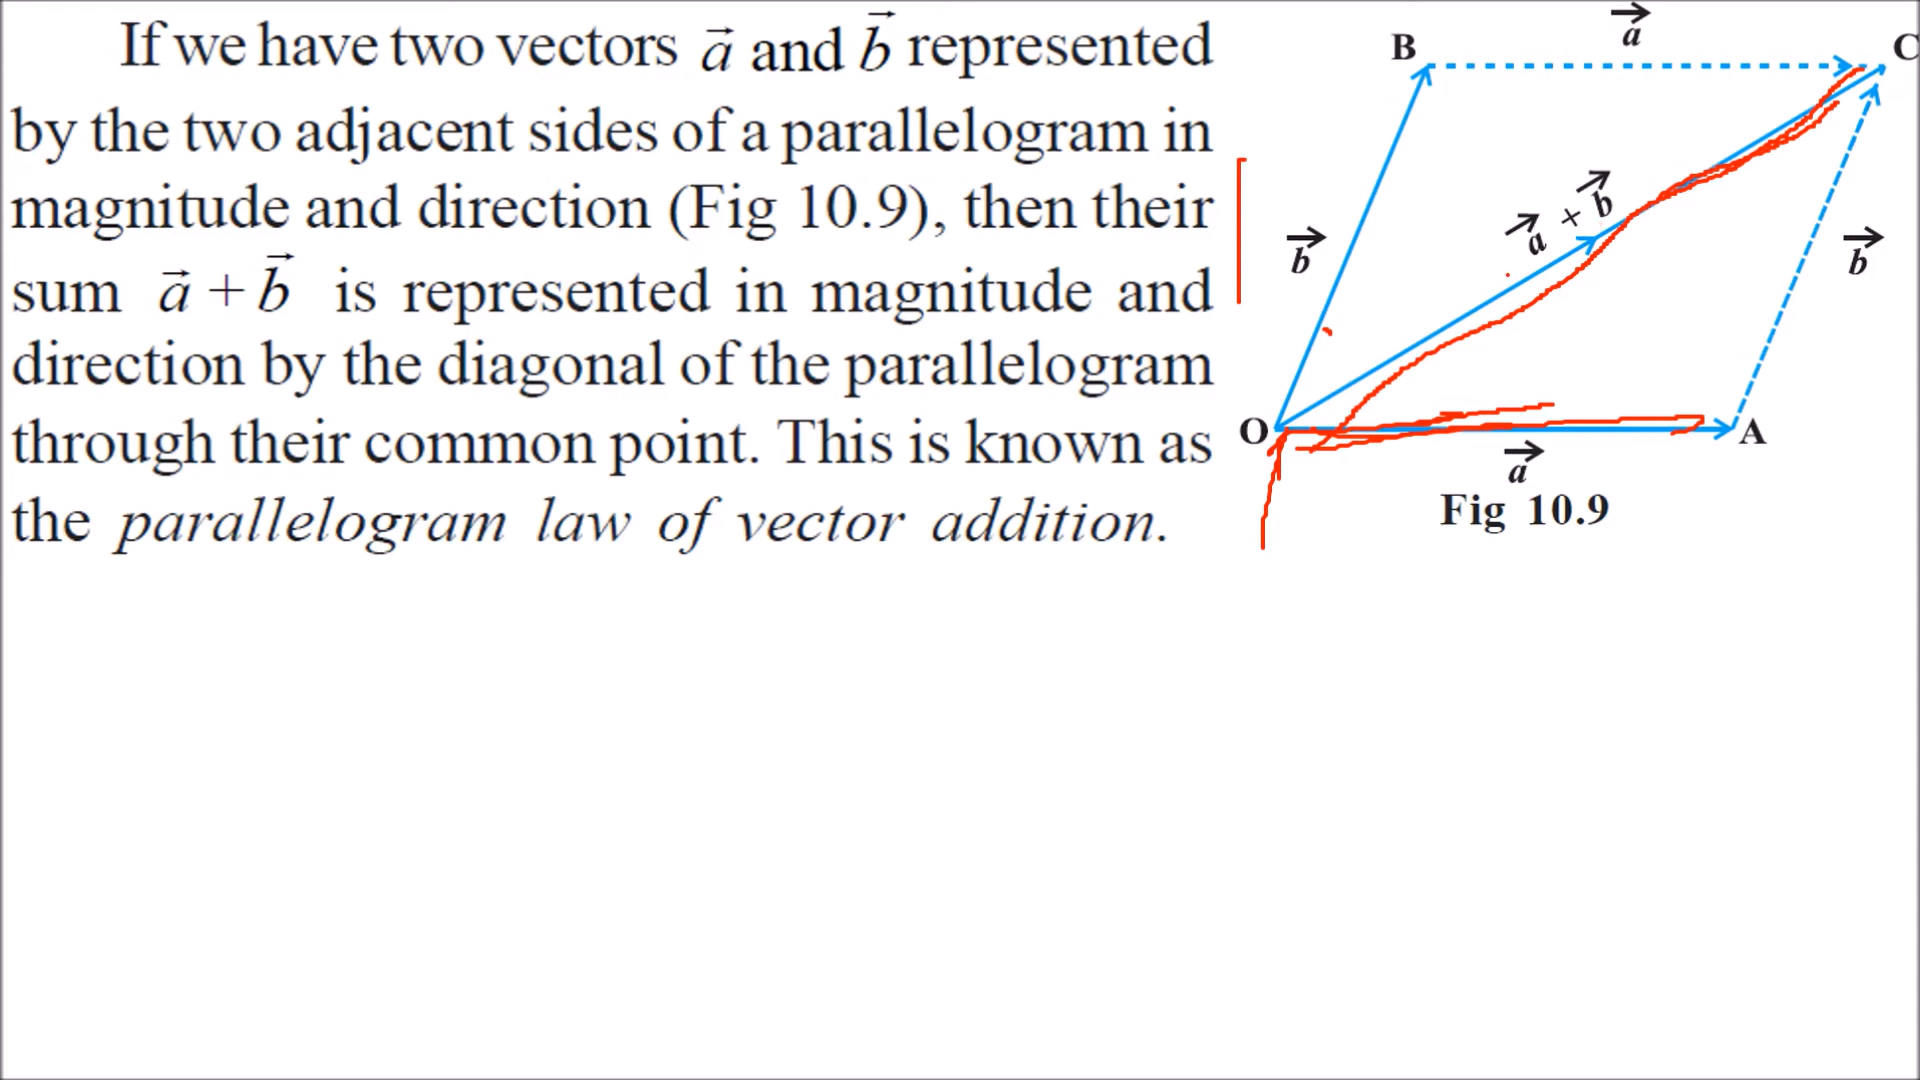 If we have two vectors a⃗ and b⃗ represented
by the two adjacent sides of a parallelogram in
magnitude and direction (Fig 10.9), then their
sum a⃗ + b⃗ is represented in magnitude and
direction by the diagonal of the parallelogram
through their common point. This is known as
the parallelogram law of vector addition.
a⃗
B
C
a⃗ + b⃗
b⃗
b⃗
O
A
a⃗
Fig 10.9